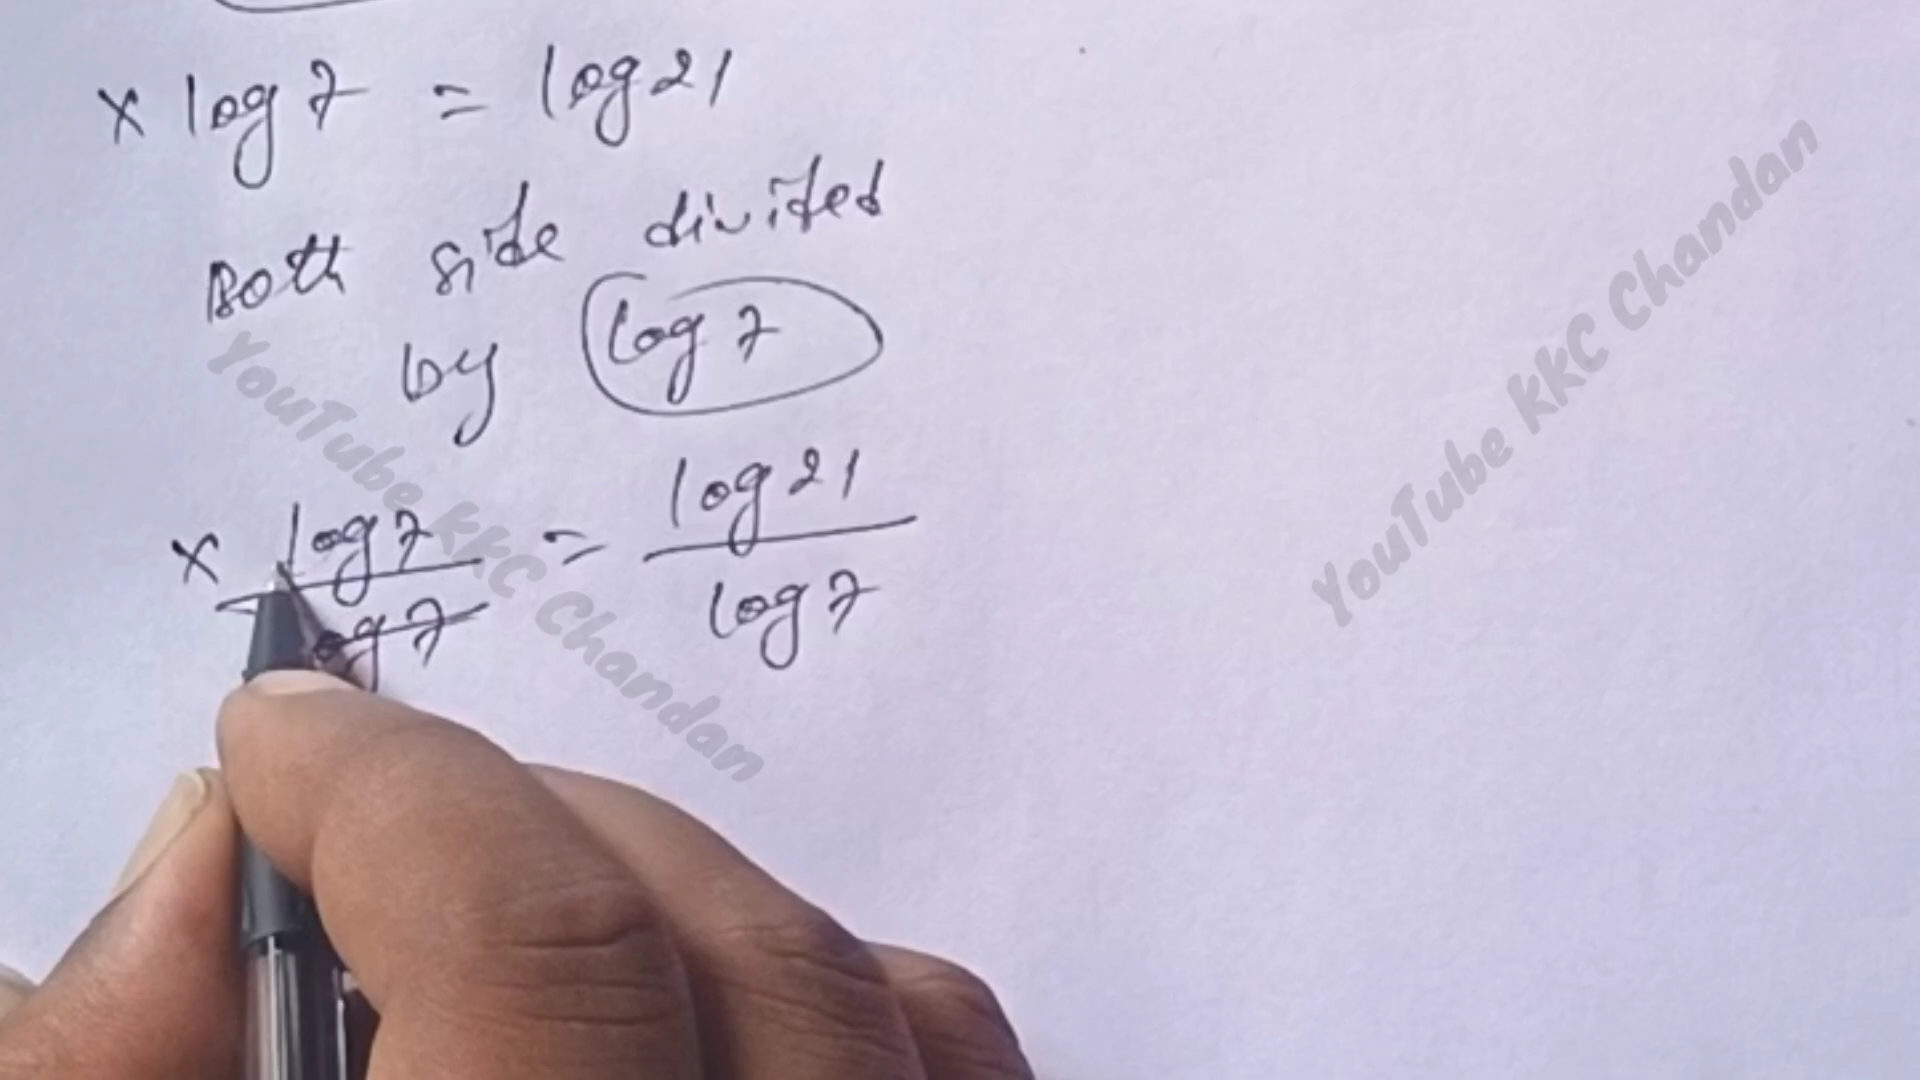 x log 7 = log 21
Both side divided
by log 7
x log 7 / log 7 = log 21 / log 7
YouTube kkC Chandan
YouTube kkC Chandan